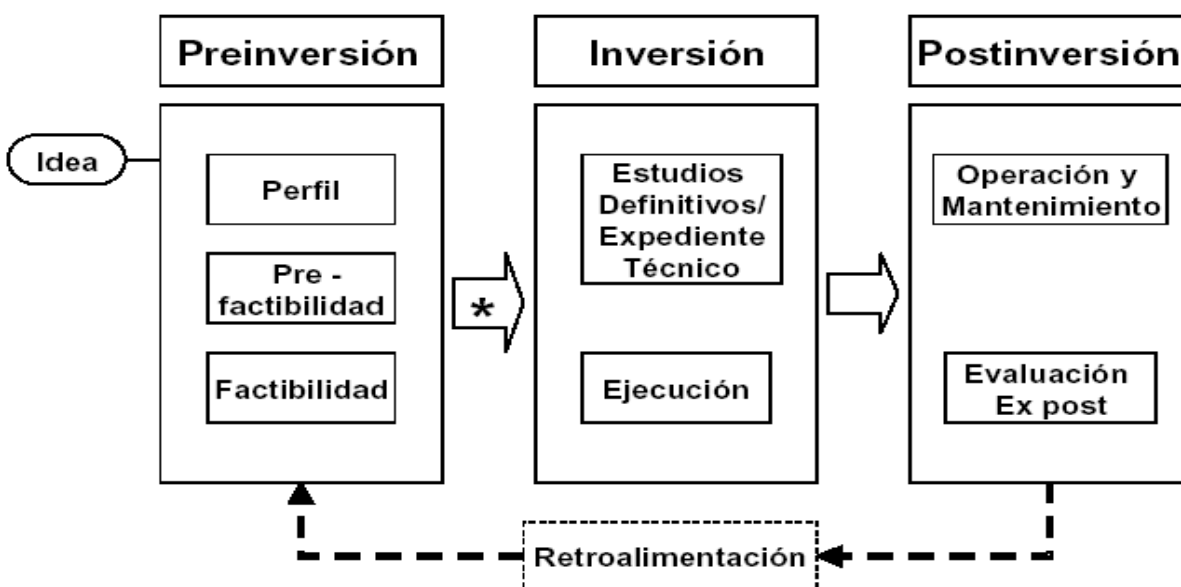 Preinversión
Inversión
Postinversión
Idea
Perfil
Pre -
factibilidad
Factibilidad
*
Estudios
Definitivos/
Expediente
Técnico
Ejecución
Operación y
Mantenimiento
Evaluación
Ex post
Retroalimentación